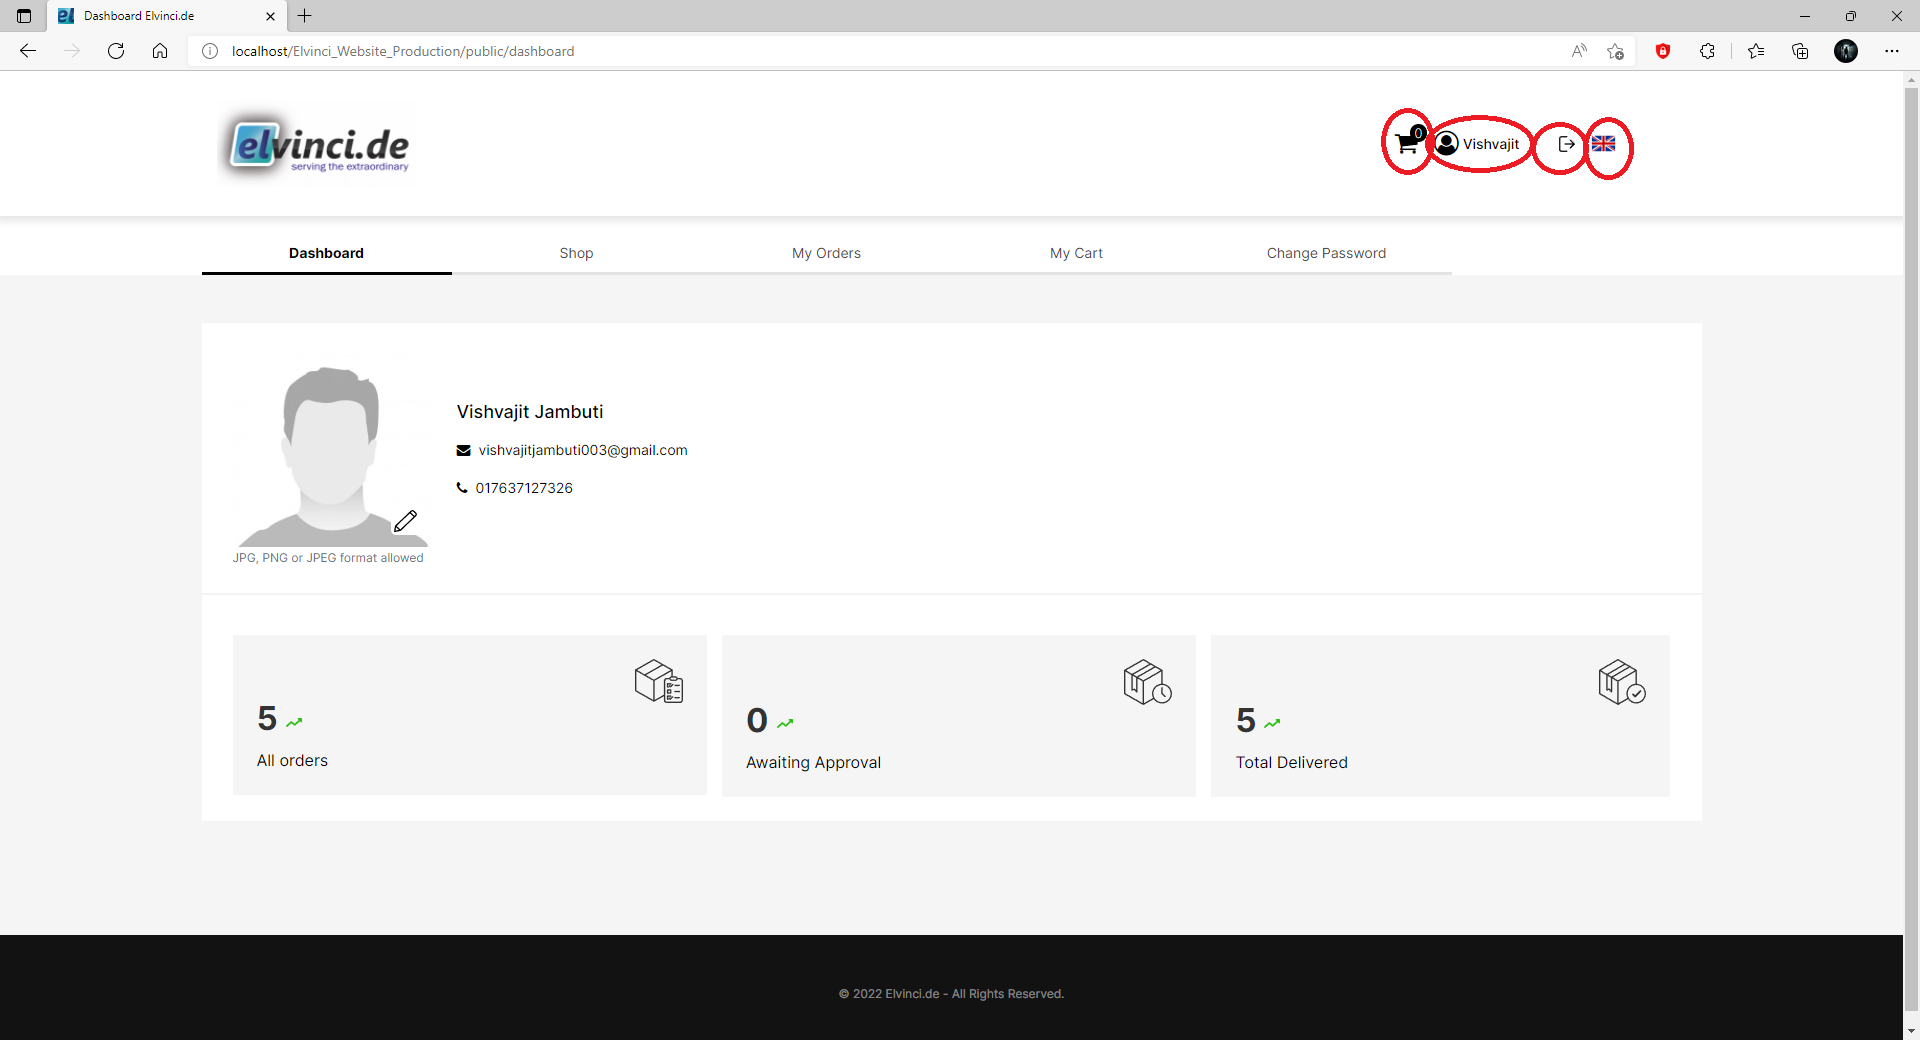 Dashboard Elvinci.de
localhost/Elvinci_Website_Production/public/dashboard
elvinci.de
serving the extraordinary
0
Vishvajit
Dashboard
Shop
My Orders
My Cart
Change Password
Vishvajit Jambuti
vishvajitjambuti003@gmail.com
017637127326
JPG, PNG or JPEG format allowed
5
All orders
0
Awaiting Approval
5
Total Delivered
© 2022 Elvinci.de - All Rights Reserved.